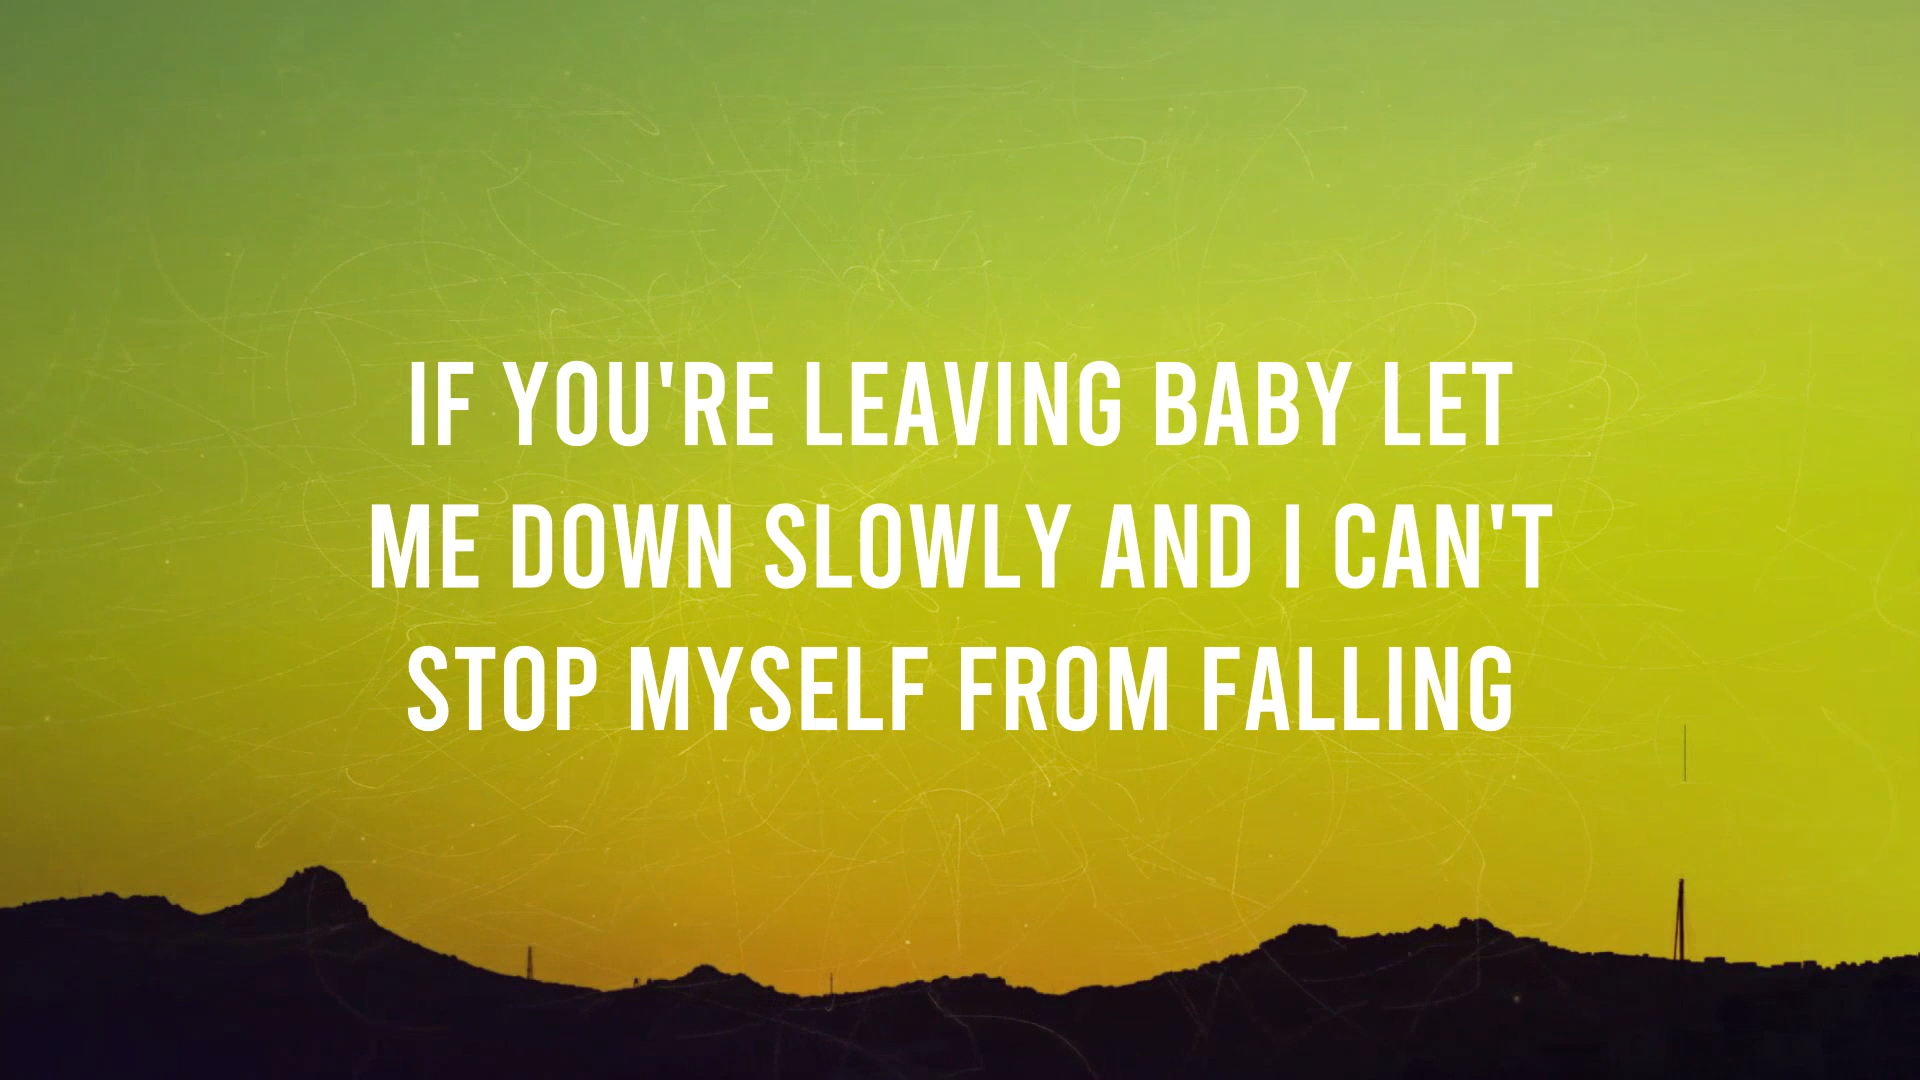 IF YOU'RE LEAVING BABY LET
ME DOWN SLOWLY AND I CAN'T
STOP MYSELF FROM FALLING